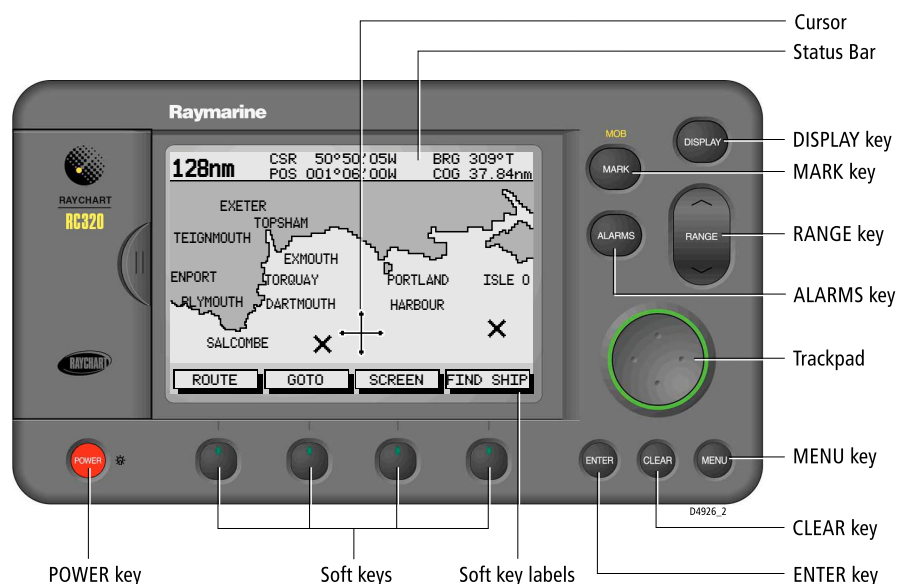 Cursor
Status Bar
Raymarine
MOB
DISPLAY
DISPLAY key
128nm
CSR 50°50'05W BRG 309°T
POS 001°06'00W COG 37.84nm
MARK
MARK key
RAYCHART
RC320
EXETER
TOPSHAM
TEIGNMOUTH
ALARMS
RANGE
RANGE key
EXMOUTH
ENPORT
TORQUAY
PORTLAND
ISLE O
PLYMOUTH
DARTMOUTH
HARBOUR
ALARMS key
SALCOMBE
RAYCHART
Trackpad
ROUTE GOTO SCREEN FIND SHIP
POWER
ENTER
CLEAR
MENU
MENU key
D4926_2
CLEAR key
POWER key
Soft keys
Soft key labels
ENTER key